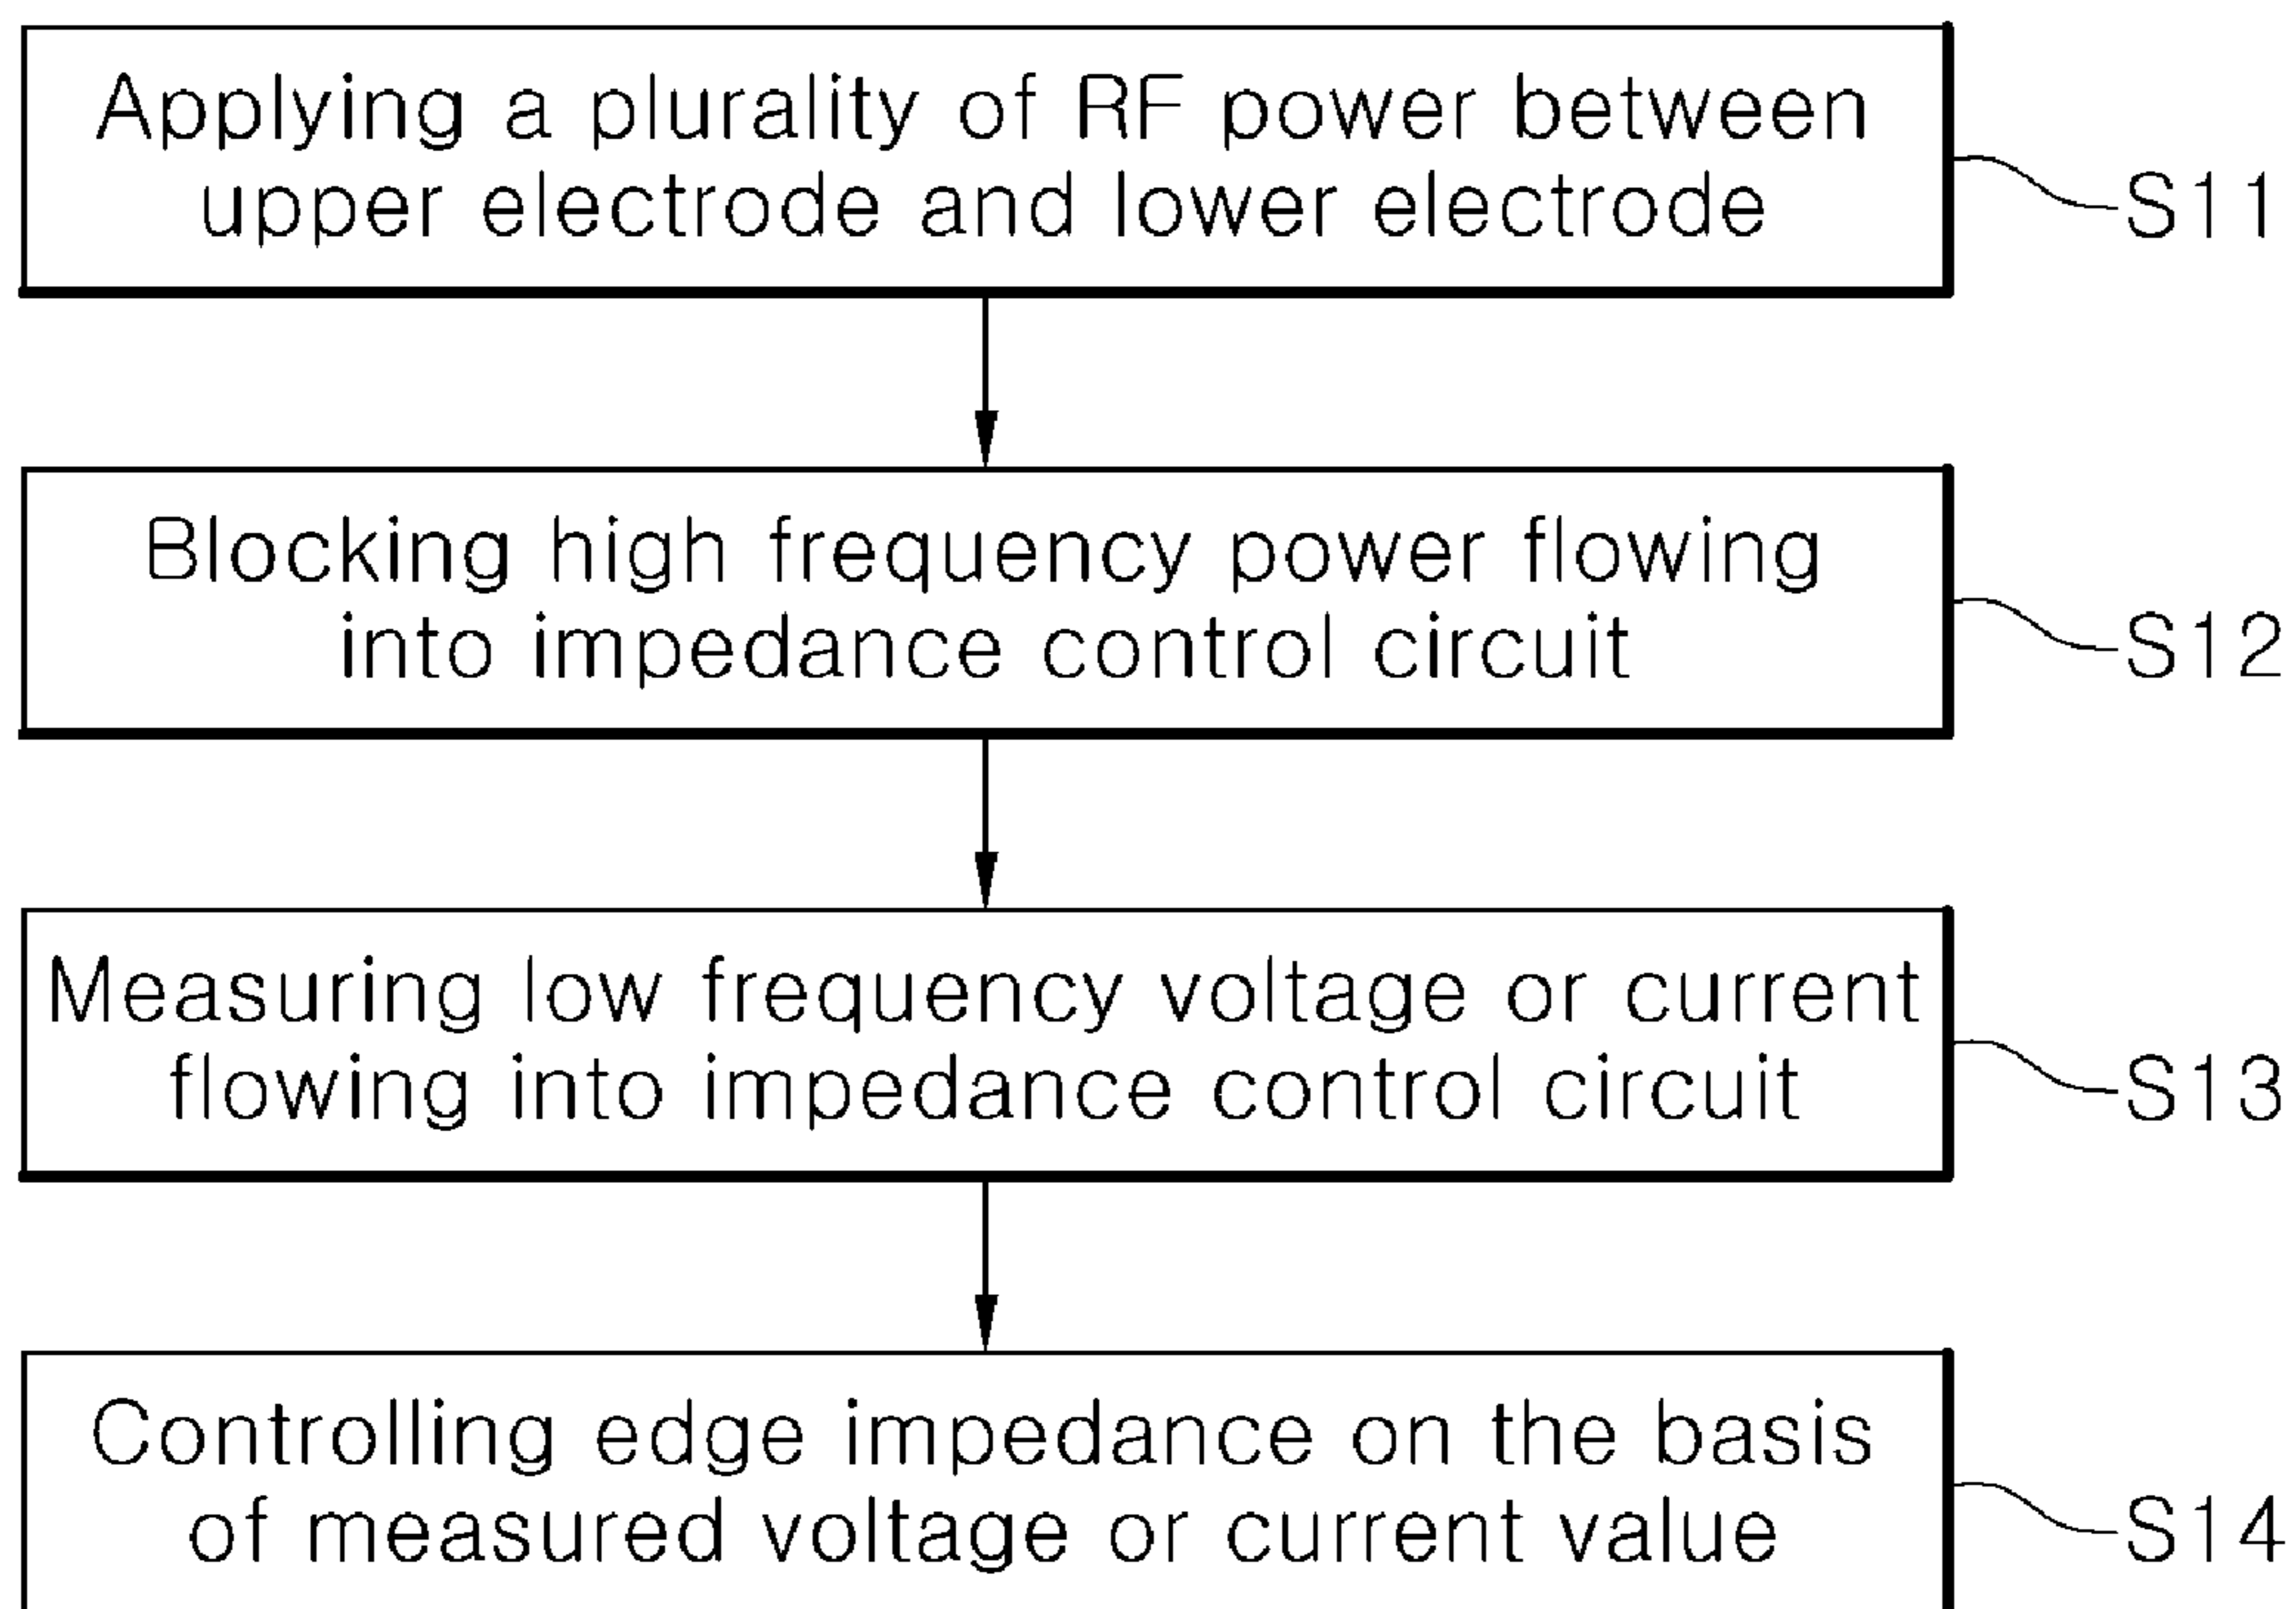 Applying a plurality of RF power between
upper electrode and lower electrode
S11
Blocking high frequency power flowing
into impedance control circuit
S12
Measuring low frequency voltage or current
flowing into impedance control circuit
S13
Controlling edge impedance on the basis
of measured voltage or current value
S14